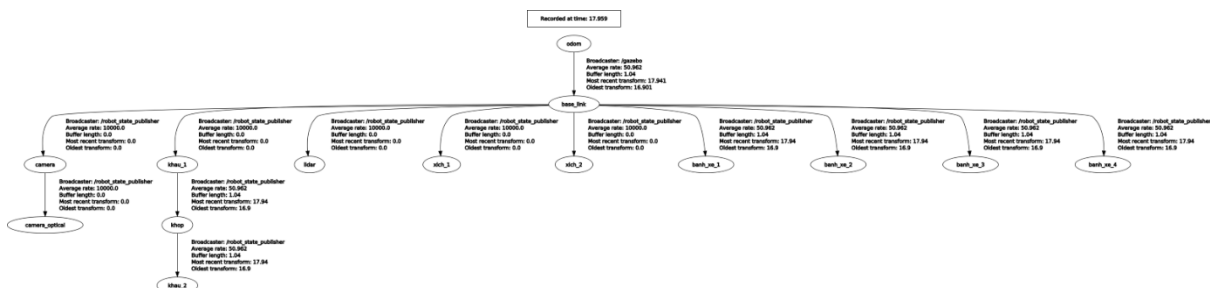 Recorded at time: 17.959
odom
Broadcaster: /gazebo
Average rate: 50.962
Buffer length: 1.04
Most recent transform: 17.941
Oldest transform: 16.901
base_link
Broadcaster: /robot_state_publisher
Average rate: 10000.0
Buffer length: 0.0
Most recent transform: 0.0
Oldest transform: 0.0
Broadcaster: /robot_state_publisher
Average rate: 10000.0
Buffer length: 0.0
Most recent transform: 0.0
Oldest transform: 0.0
Broadcaster: /robot_state_publisher
Average rate: 10000.0
Buffer length: 0.0
Most recent transform: 0.0
Oldest transform: 0.0
Broadcaster: /robot_state_publisher
Average rate: 10000.0
Buffer length: 0.0
Most recent transform: 0.0
Oldest transform: 0.0
Broadcaster: /robot_state_publisher
Average rate: 10000.0
Buffer length: 0.0
Most recent transform: 0.0
Oldest transform: 0.0
Broadcaster: /robot_state_publisher
Average rate: 50.962
Buffer length: 1.04
Most recent transform: 17.94
Oldest transform: 16.9
Broadcaster: /robot_state_publisher
Average rate: 50.962
Buffer length: 1.04
Most recent transform: 17.94
Oldest transform: 16.9
Broadcaster: /robot_state_publisher
Average rate: 50.962
Buffer length: 1.04
Most recent transform: 17.94
Oldest transform: 16.9
Broadcaster: /robot_state_publisher
Average rate: 50.962
Buffer length: 1.04
Most recent transform: 17.94
Oldest transform: 16.9
camera
khau_1
lidar
xich_1
xich_2
banh_xe_1
banh_xe_2
banh_xe_3
banh_xe_4
Broadcaster: /robot_state_publisher
Average rate: 10000.0
Buffer length: 0.0
Most recent transform: 0.0
Oldest transform: 0.0
Broadcaster: /robot_state_publisher
Average rate: 50.962
Buffer length: 1.04
Most recent transform: 17.94
Oldest transform: 16.9
camera_optical
khop
Broadcaster: /robot_state_publisher
Average rate: 50.962
Buffer length: 1.04
Most recent transform: 17.94
Oldest transform: 16.9
khau_2